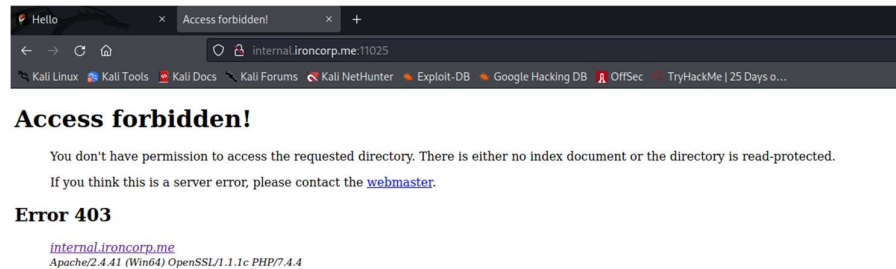 Hello
Access forbidden!
internal.ironcorp.me:11025
Kali Linux Kali Tools Kali Docs Kali Forums Kali NetHunter Exploit-DB Google Hacking DB OffSec TryHackMe | 25 Days o...
Access forbidden!
You don't have permission to access the requested directory. There is either no index document or the directory is read-protected.
If you think this is a server error, please contact the webmaster.
Error 403
internal.ironcorp.me
Apache/2.4.41 (Win64) OpenSSL/1.1.1c PHP/7.4.4